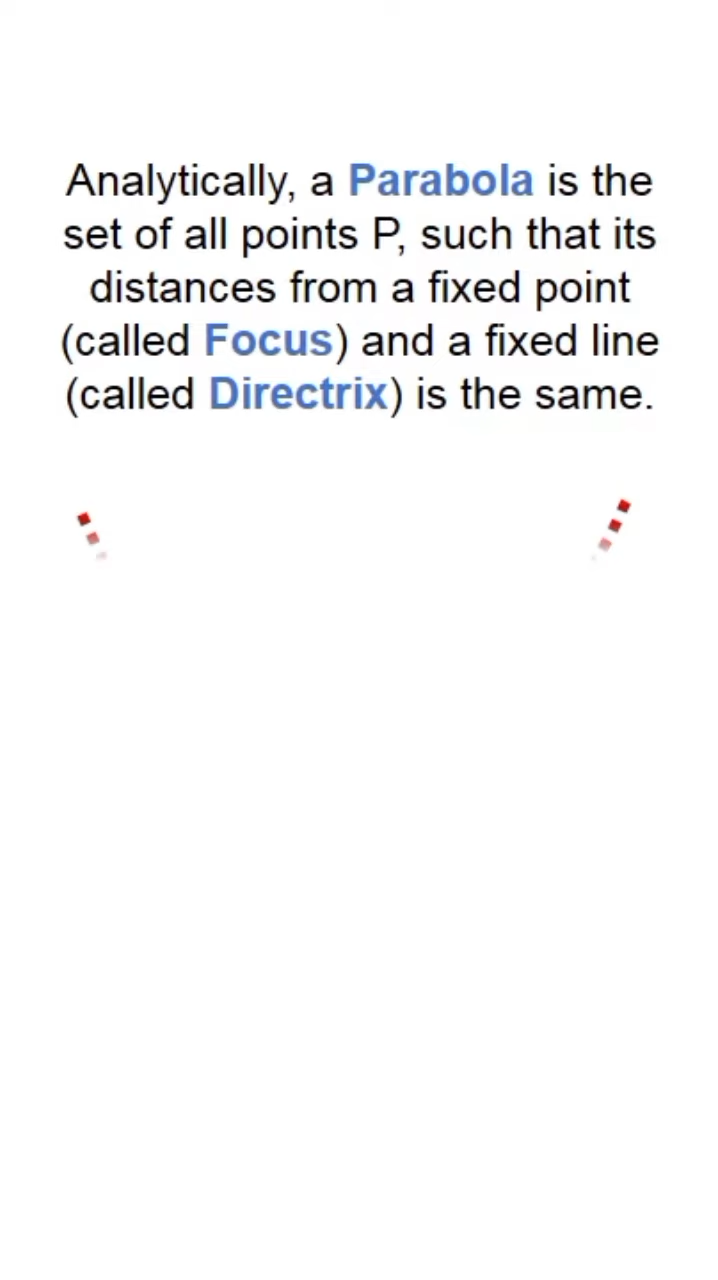 Analytically, a Parabola is the
set of all points P, such that its
distances from a fixed point
(called Focus) and a fixed line
(called Directrix) is the same.